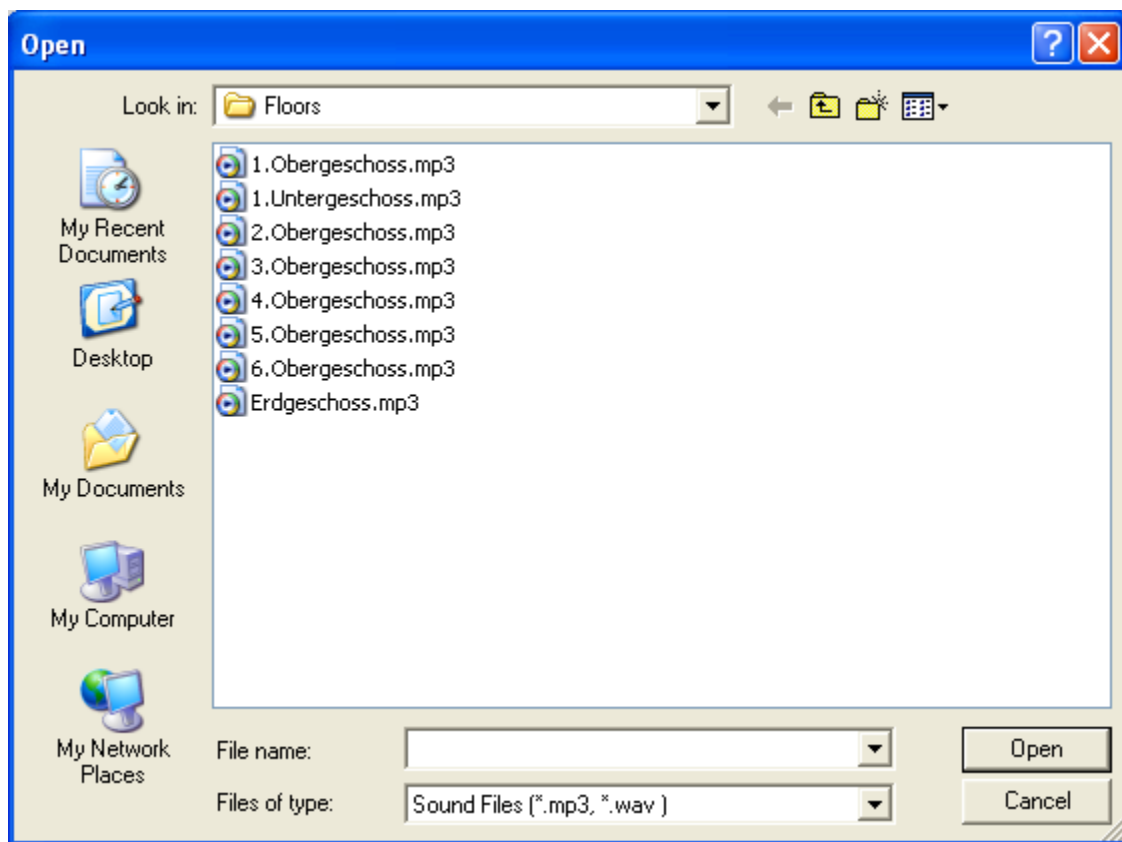 Open
Look in: Floors
My Recent
Documents
Desktop
My Documents
My Computer
My Network
Places
1.Obergeschoss.mp3
1.Untergeschoss.mp3
2.Obergeschoss.mp3
3.Obergeschoss.mp3
4.Obergeschoss.mp3
5.Obergeschoss.mp3
6.Obergeschoss.mp3
Erdgeschoss.mp3
File name:
Open
Files of type: Sound Files (*.mp3, *.wav )
Cancel